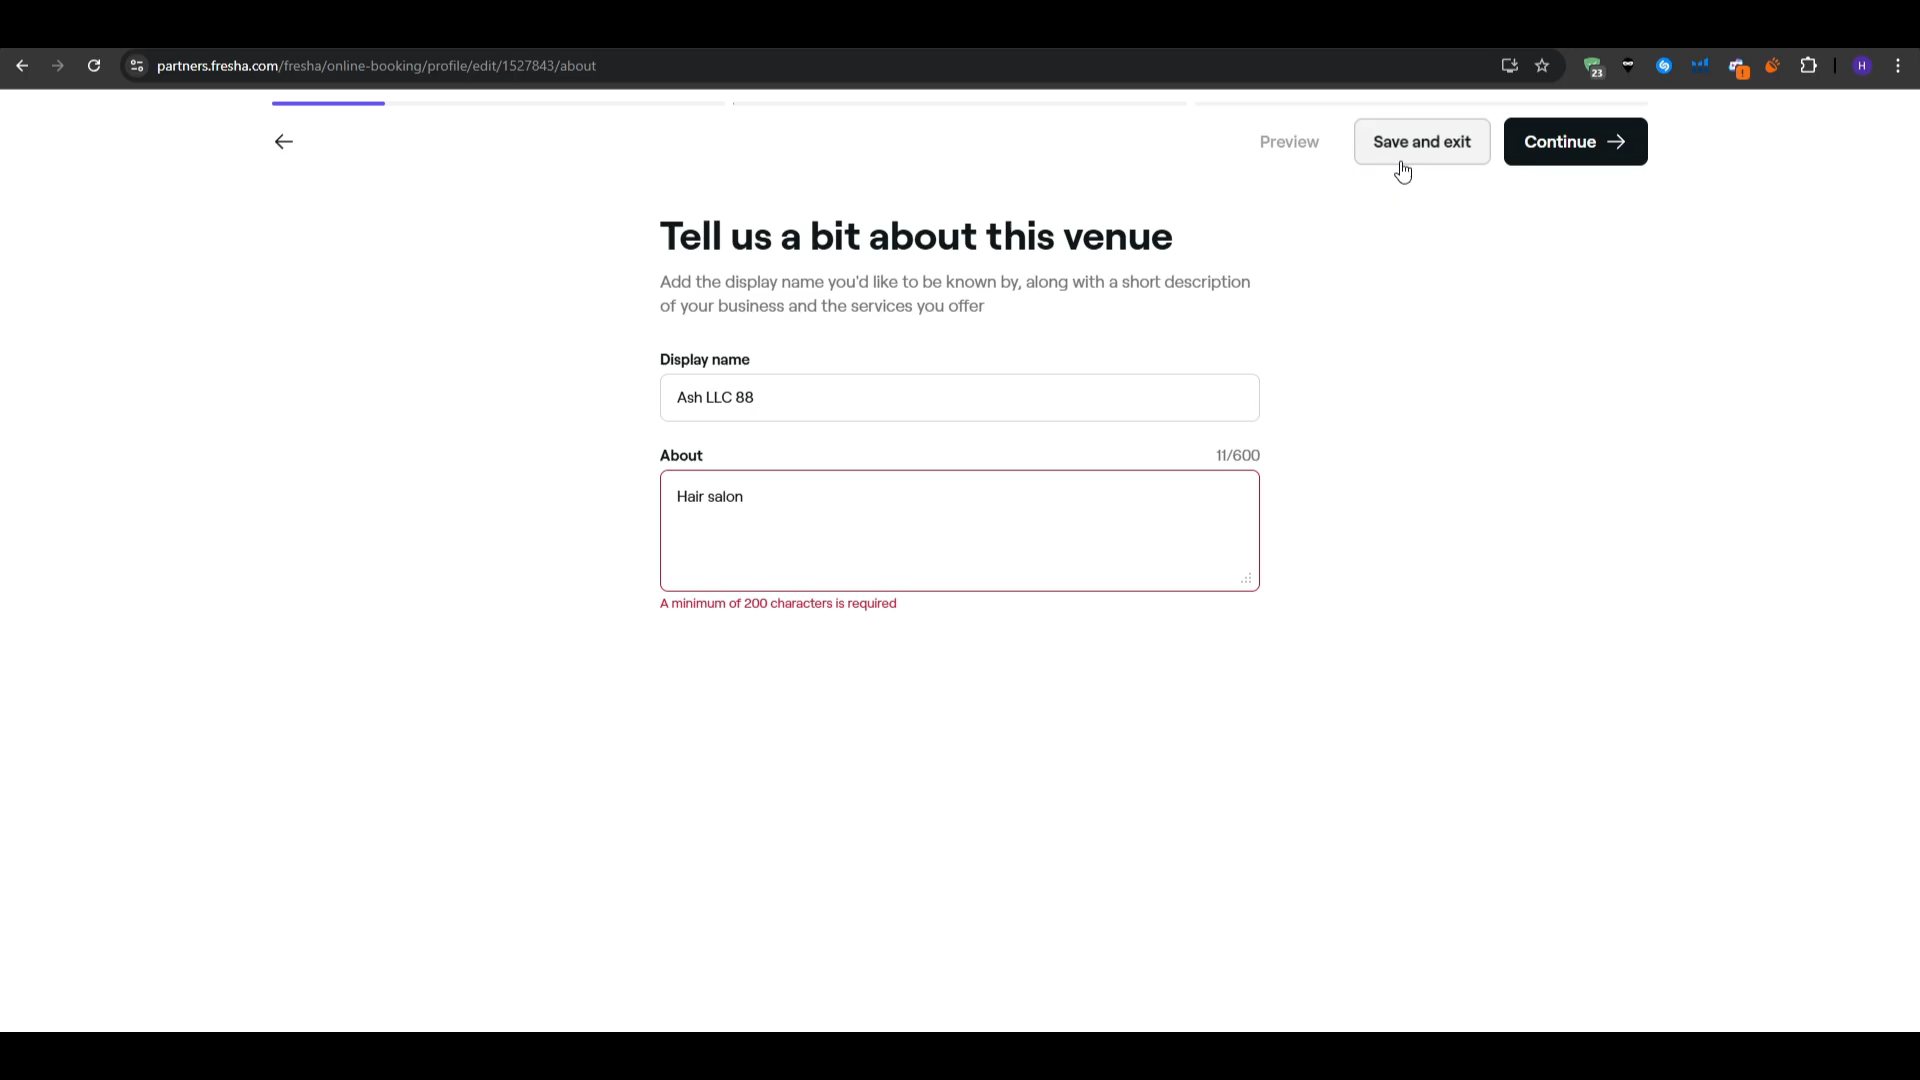 partners.fresha.com/fresha/online-booking/profile/edit/1527843/about
23
H
Preview
Save and exit
Continue
Tell us a bit about this venue
Add the display name you'd like to be known by, along with a short description
of your business and the services you offer
Display name
Ash LLC 88
About
11/600
Hair salon
A minimum of 200 characters is required